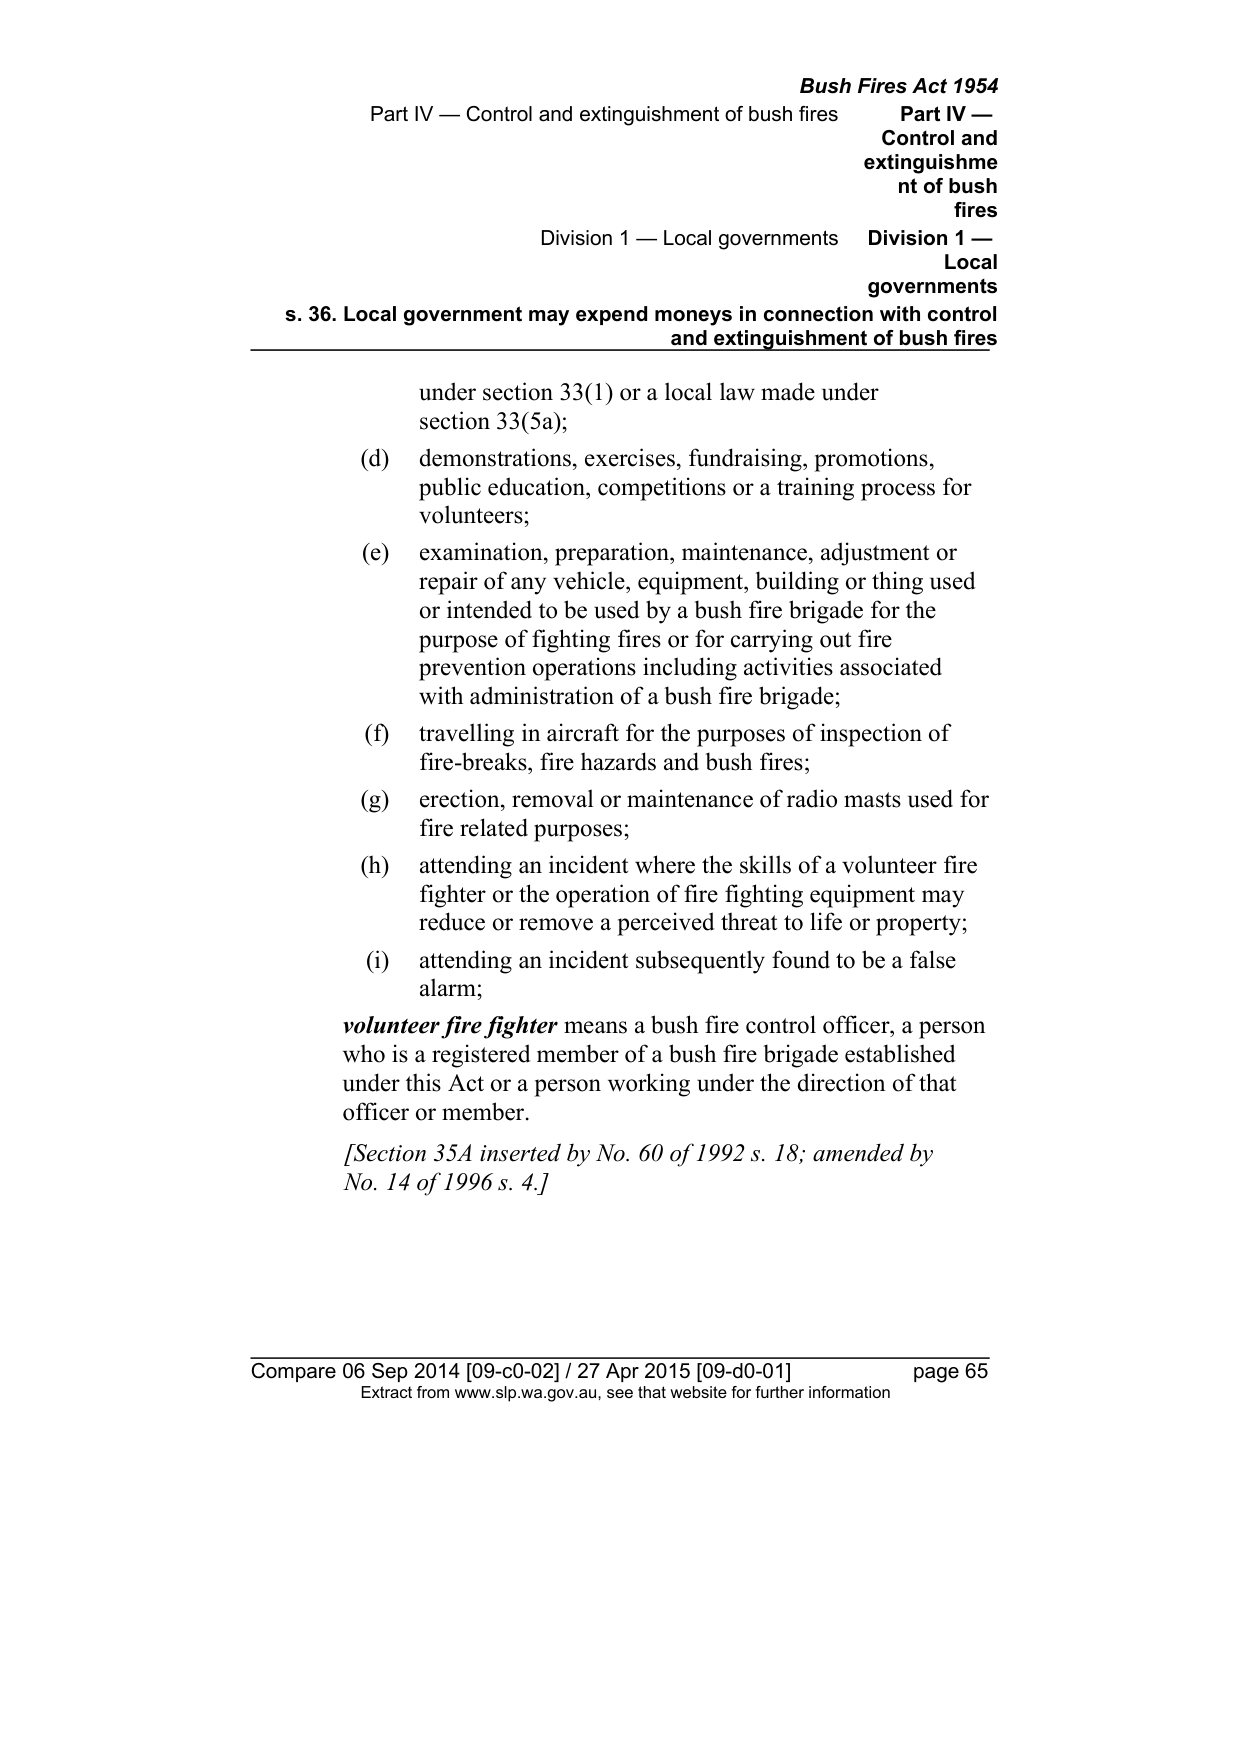 Bush Fires Act 1954
Part IV — Control and extinguishment of bush fires
Part IV —
Control and
extinguishme
nt of bush
fires
Division 1 — Local governments
Division 1 —
Local
governments
s. 36. Local government may expend moneys in connection with control
and extinguishment of bush fires
under section 33(1) or a local law made under
section 33(5a);
(d) demonstrations, exercises, fundraising, promotions,
public education, competitions or a training process for
volunteers;
(e) examination, preparation, maintenance, adjustment or
repair of any vehicle, equipment, building or thing used
or intended to be used by a bush fire brigade for the
purpose of fighting fires or for carrying out fire
prevention operations including activities associated
with administration of a bush fire brigade;
(f) travelling in aircraft for the purposes of inspection of
fire-breaks, fire hazards and bush fires;
(g) erection, removal or maintenance of radio masts used for
fire related purposes;
(h) attending an incident where the skills of a volunteer fire
fighter or the operation of fire fighting equipment may
reduce or remove a perceived threat to life or property;
(i) attending an incident subsequently found to be a false
alarm;
volunteer fire fighter means a bush fire control officer, a person
who is a registered member of a bush fire brigade established
under this Act or a person working under the direction of that
officer or member.
[Section 35A inserted by No. 60 of 1992 s. 18; amended by
No. 14 of 1996 s. 4.]
Compare 06 Sep 2014 [09-c0-02] / 27 Apr 2015 [09-d0-01] page 65
Extract from www.slp.wa.gov.au, see that website for further information